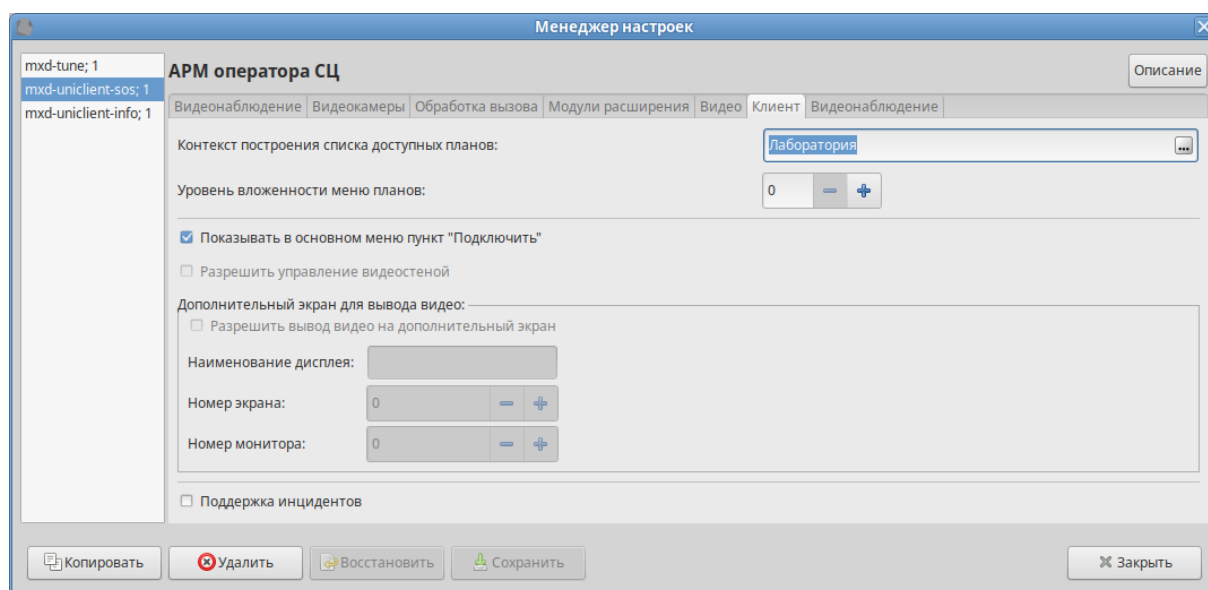 Менеджер настроек
mxd-tune; 1
mxd-uniclient-sos; 1
mxd-uniclient-info; 1
АРМ оператора СЦ
Описание
Видеонаблюдение Видеокамеры Обработка вызова Модули расширения Видео Клиент Видеонаблюдение
Контекст построения списка доступных планов: Лаборатория ...
Уровень вложенности меню планов: 0
Показывать в основном меню пункт "Подключить"
Разрешить управление видеостеной
Дополнительный экран для вывода видео:
Разрешить вывод видео на дополнительный экран
Наименование дисплея:
Номер экрана: 0
Номер монитора: 0
Поддержка инцидентов
Копировать Удалить Восстановить Сохранить Закрыть